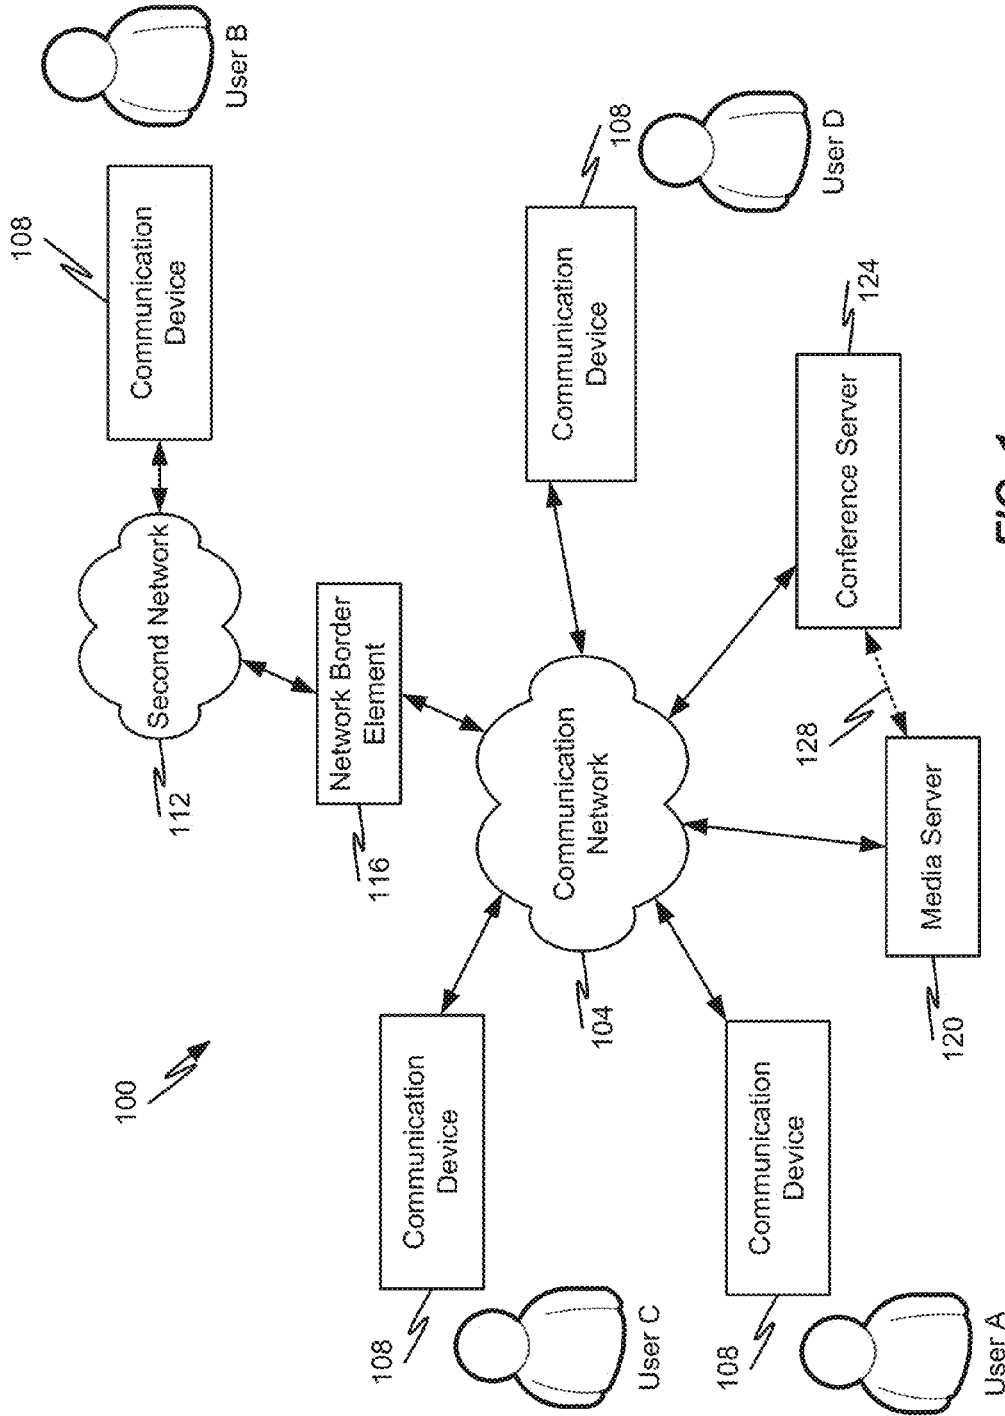 100
108
User B
Communication
Device
Second Network
112
Network Border
Element
116
108
User C
Communication
Device
Communication
Network
104
Communication
Device
108
User D
108
User A
Communication
Device
Media Server
120
128
Conference Server
124